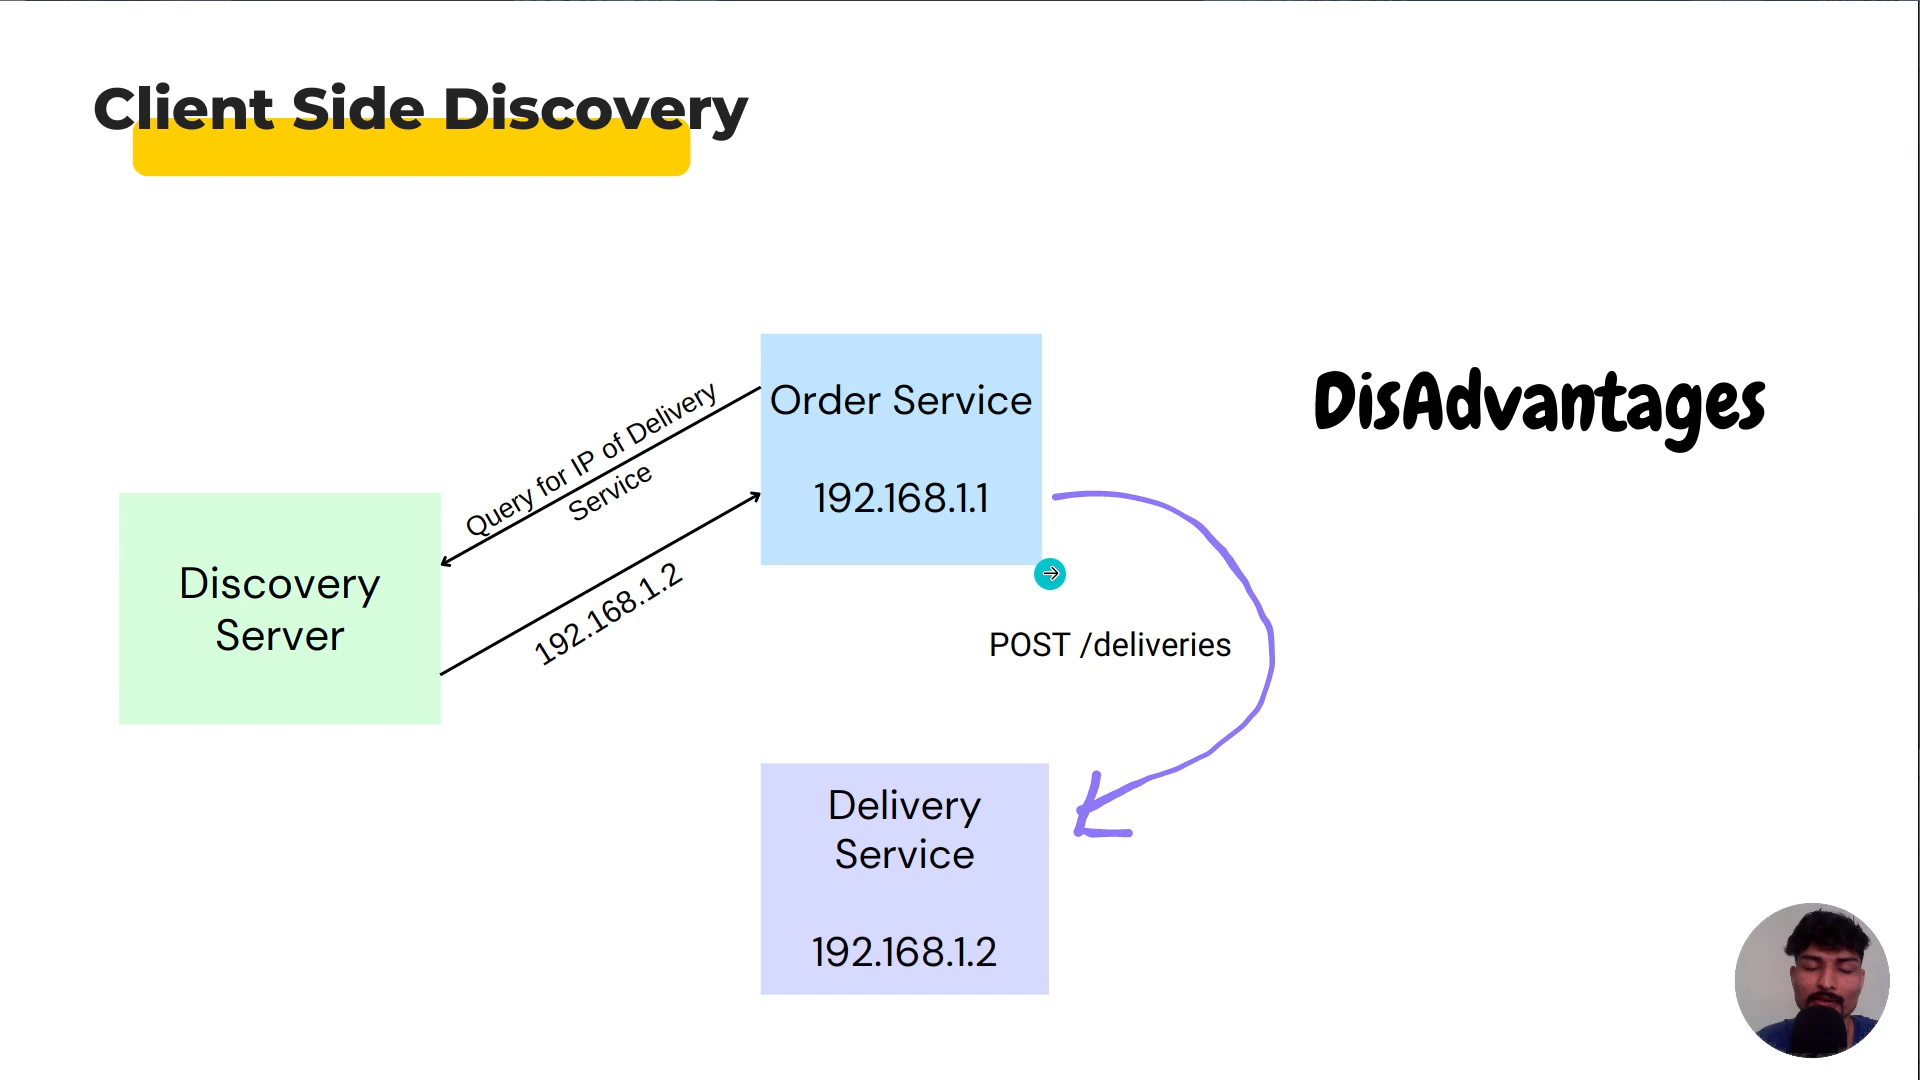 Client Side Discovery
Query for IP of Delivery
Service
192.168.1.2
Order Service
192.168.1.1
DisAdvantages
Discovery
Server
POST /deliveries
Delivery
Service
192.168.1.2